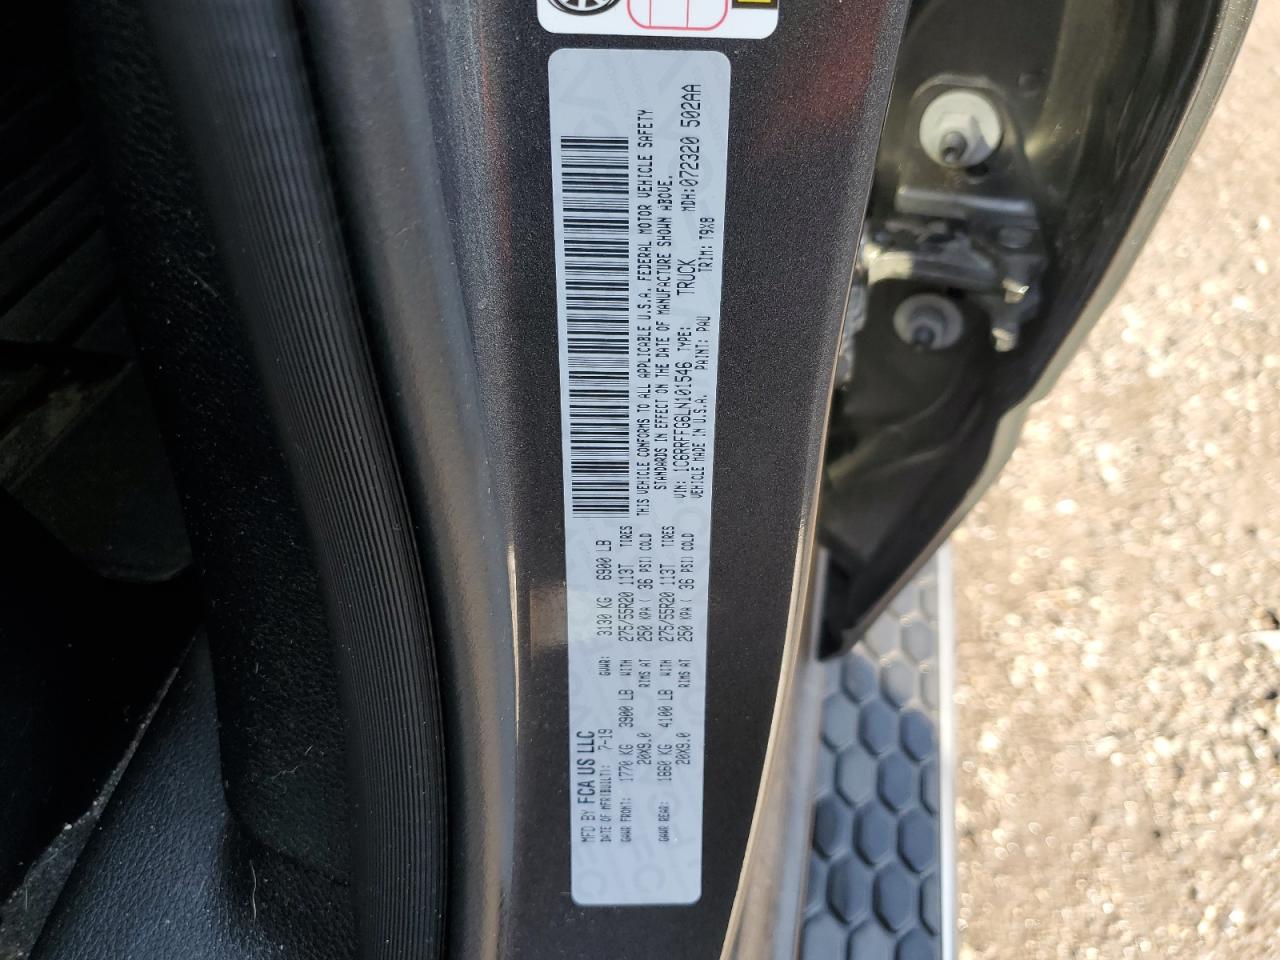 MFD BY FCA US LLC
DATE OF MFR(BUILT): 7-19 GVWR: 3130 KG 6900 LB
GAWR FRONT: 1770 KG 3900 LB WITH 275/55R20 113T TIRES
20X9.0 RIMS AT 250 KPA ( 36 PSI) COLD
GAWR REAR: 1860 KG 4100 LB WITH 275/55R20 113T TIRES
20X9.0 RIMS AT 250 KPA ( 36 PSI) COLD
THIS VEHICLE CONFORMS TO ALL APPLICABLE U.S.A. FEDERAL MOTOR VEHICLE SAFETY
STANDARDS IN EFFECT ON THE DATE OF MANUFACTURE SHOWN ABOVE.
VIN: 1C6RRFFG8LN101546 TYPE: TRUCK MDH:072320 502AA
VEHICLE MADE IN U.S.A. PAINT: PAU TRIM: T9X8